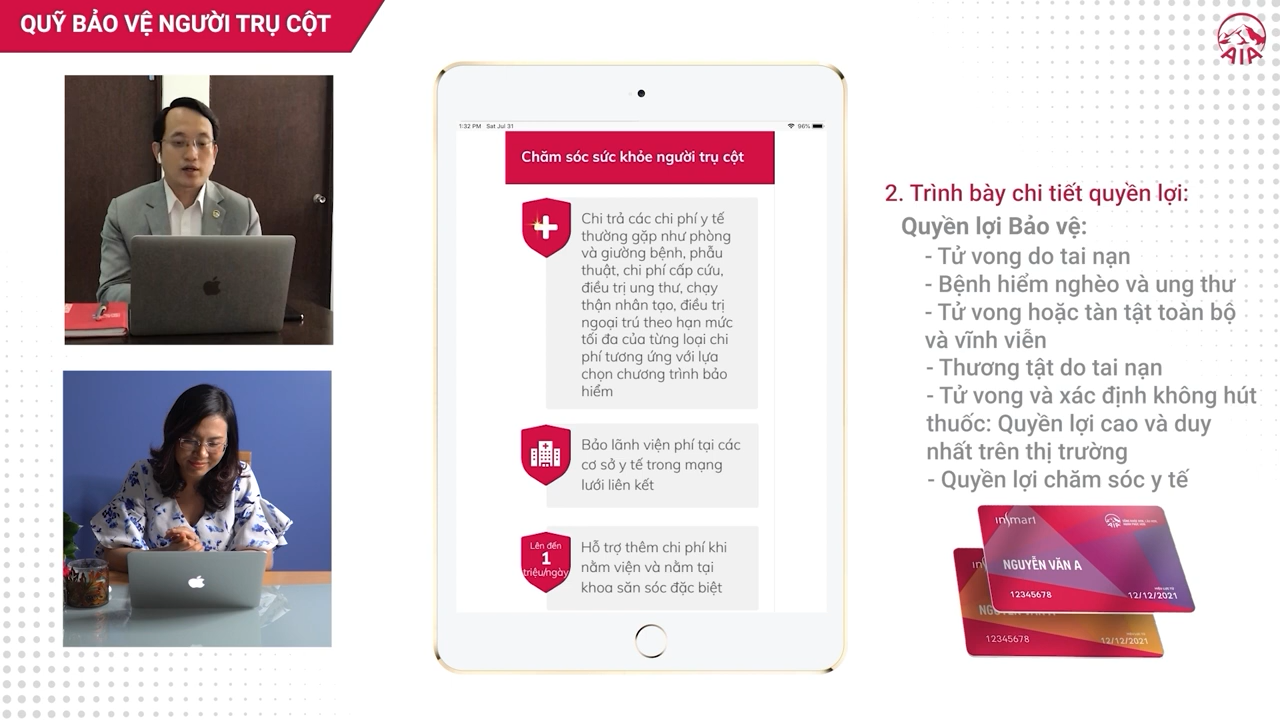 QUỸ BẢO VỆ NGƯỜI TRỤ CỘT
AIA
1:32 PM Sat Jul 31
96%
Chăm sóc sức khỏe người trụ cột
Chi trả các chi phí y tế
thường gặp như phòng
và giường bệnh, phẫu
thuật, chi phí cấp cứu,
điều trị ung thư, chạy
thận nhân tạo, điều trị
ngoại trú theo hạn mức
tối đa của từng loại chi
phí tương ứng với lựa
chọn chương trình bảo
hiểm
Bảo lãnh viện phí tại các
cơ sở y tế trong mạng
lưới liên kết
Lên đến
1
triệu/ngày
Hỗ trợ thêm chi phí khi
nằm viện và nằm tại
khoa săn sóc đặc biệt
2. Trình bày chi tiết quyền lợi:
Quyền lợi Bảo vệ:
- Tử vong do tai nạn
- Bệnh hiểm nghèo và ung thư
- Tử vong hoặc tàn tật toàn bộ
và vĩnh viễn
- Thương tật do tai nạn
- Tử vong và xác định không hút
thuốc: Quyền lợi cao và duy
nhất trên thị trường
- Quyền lợi chăm sóc y tế
insmart
AIA
NGUYỄN VĂN A
12345678
12/12/2021
12345678
12/12/2021